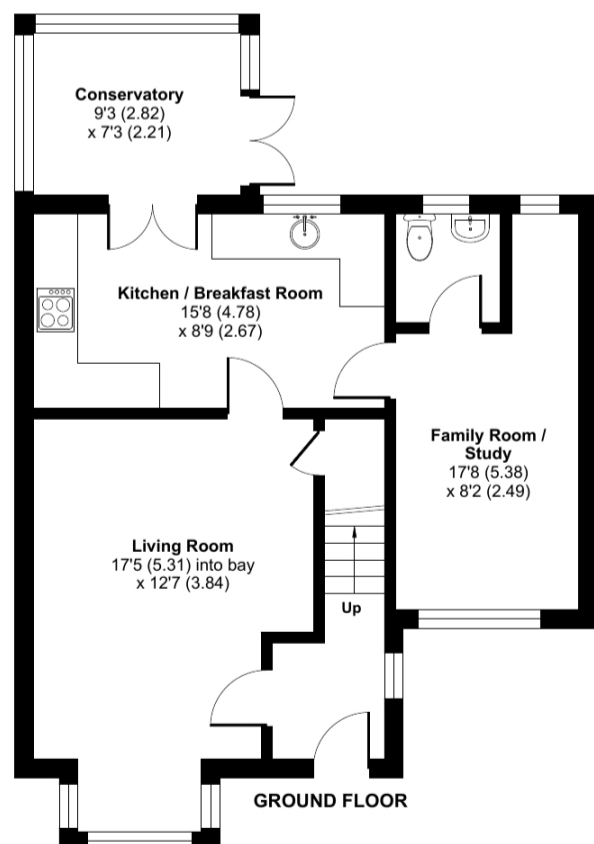 Conservatory
9'3 (2.82)
x 7'3 (2.21)
Kitchen / Breakfast Room
15'8 (4.78)
x 8'9 (2.67)
Family Room /
Study
17'8 (5.38)
x 8'2 (2.49)
Living Room
17'5 (5.31) into bay
x 12'7 (3.84)
Up
GROUND FLOOR